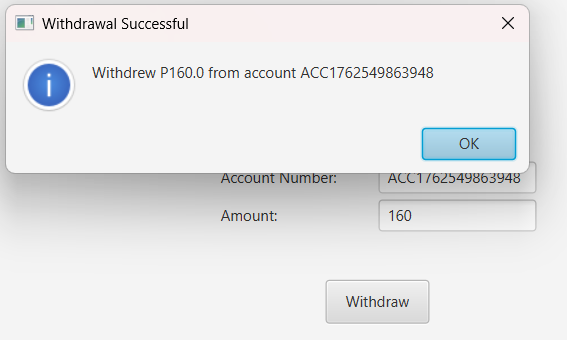 Withdrawal Successful
Withdrew P160.0 from account ACC1762549863948
OK
Account Number: ACC1762549863948
Amount: 160
Withdraw